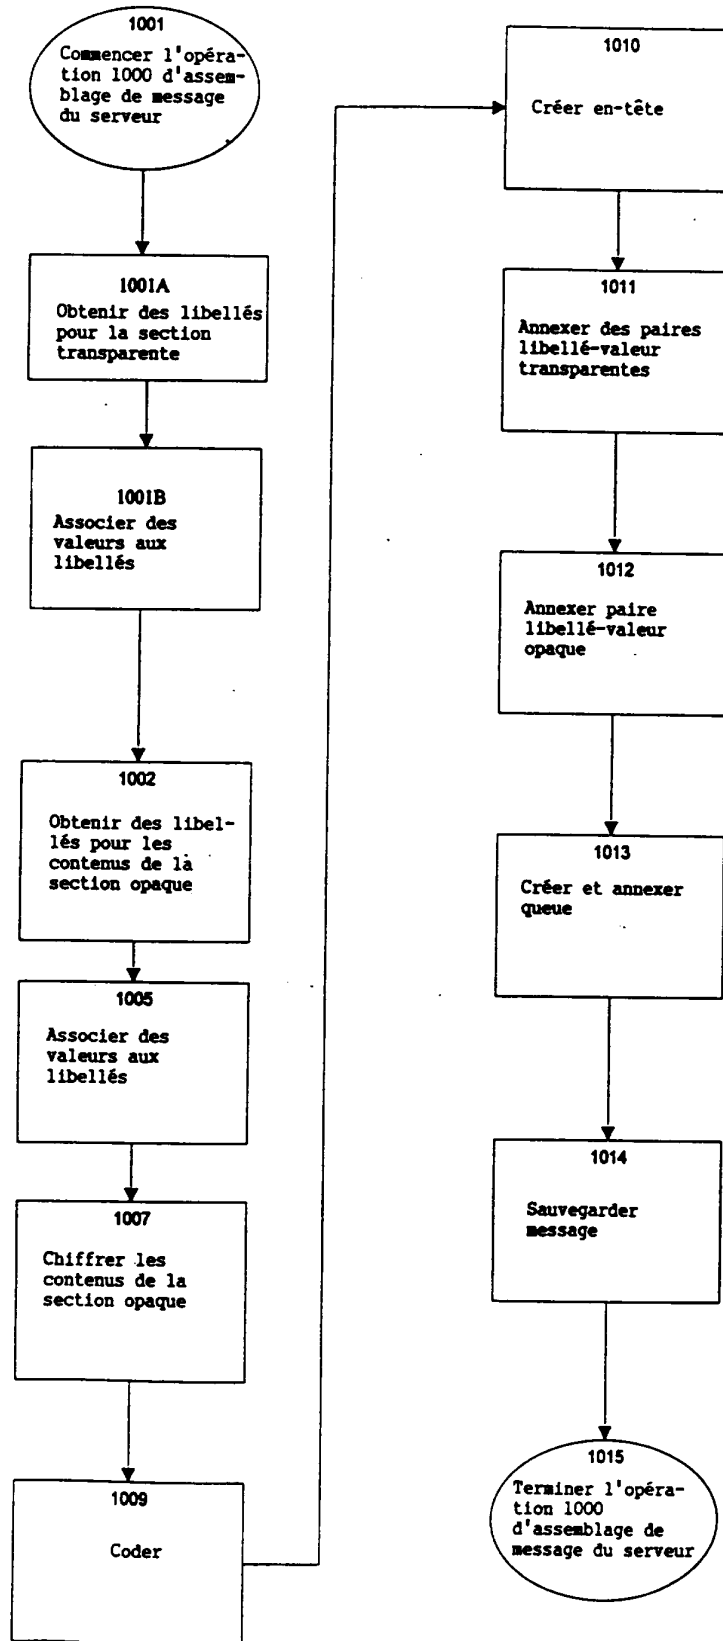 1001
Commencer l'opéra-
tion 1000 d'assem-
blage de message
du serveur
1001A
Obtenir des libellés
pour la section
transparente
1001B
Associer des
valeurs aux
libellés
1002
Obtenir des libel-
lés pour les
contenus de la
section opaque
1005
Associer des
valeurs aux
libellés
1007
Chiffrer les
contenus de la
section opaque
1009
Coder
1010
Créer en-tête
1011
Annexer des paires
libellé-valeur
transparentes
1012
Annexer paire
libellé-valeur
opaque
1013
Créer et annexer
queue
1014
Sauvegarder
message
1015
Terminer l'opéra-
tion 1000
d'assemblage de
message du serveur